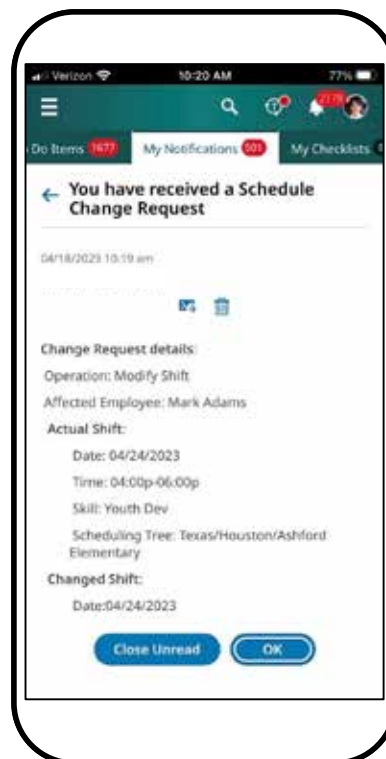 Verizon 10:20 AM 77%
Do Items 1677 My Notifications 501 My Checklists
You have received a Schedule
Change Request
04/18/2023 10:19 am
Change Request details:
Operation: Modify Shift
Affected Employee: Mark Adams
Actual Shift:
Date: 04/24/2023
Time: 04:00p-06:00p
Skill: Youth Dev
Scheduling Tree: Texas/Houston/Ashford
Elementary
Changed Shift:
Date:04/24/2023
Close Unread OK